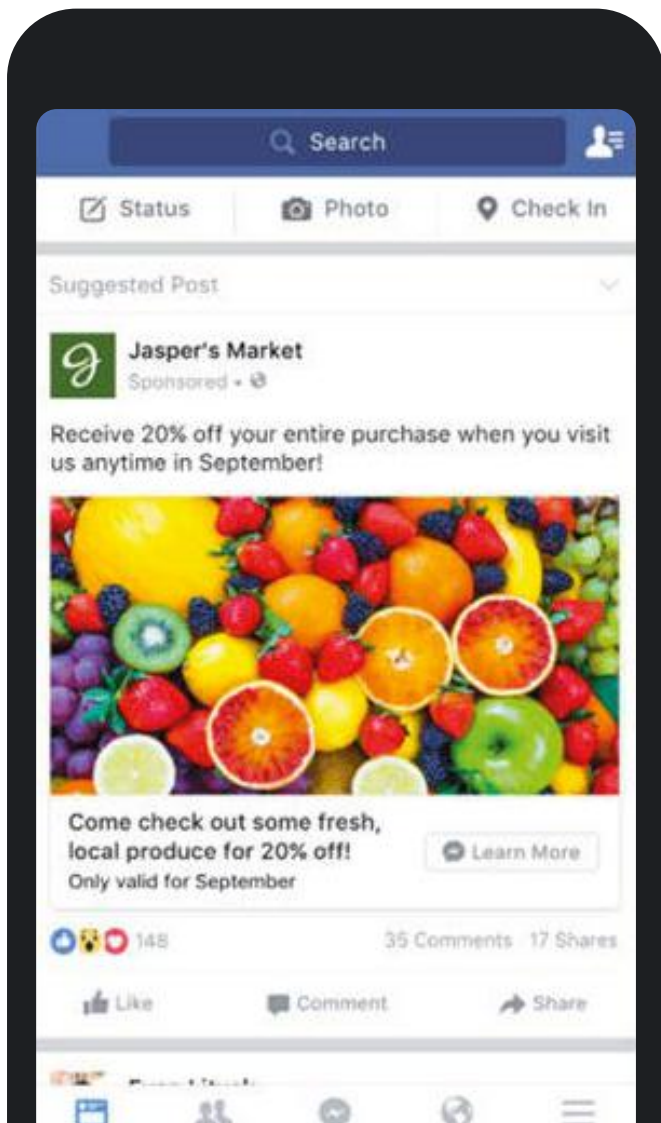 Search
Status Photo Check In
Suggested Post
Jasper's Market
Sponsored •
Receive 20% off your entire purchase when you visit
us anytime in September!
Come check out some fresh,
local produce for 20% off!
Learn More
Only valid for September
148 35 Comments 17 Shares
Like Comment Share